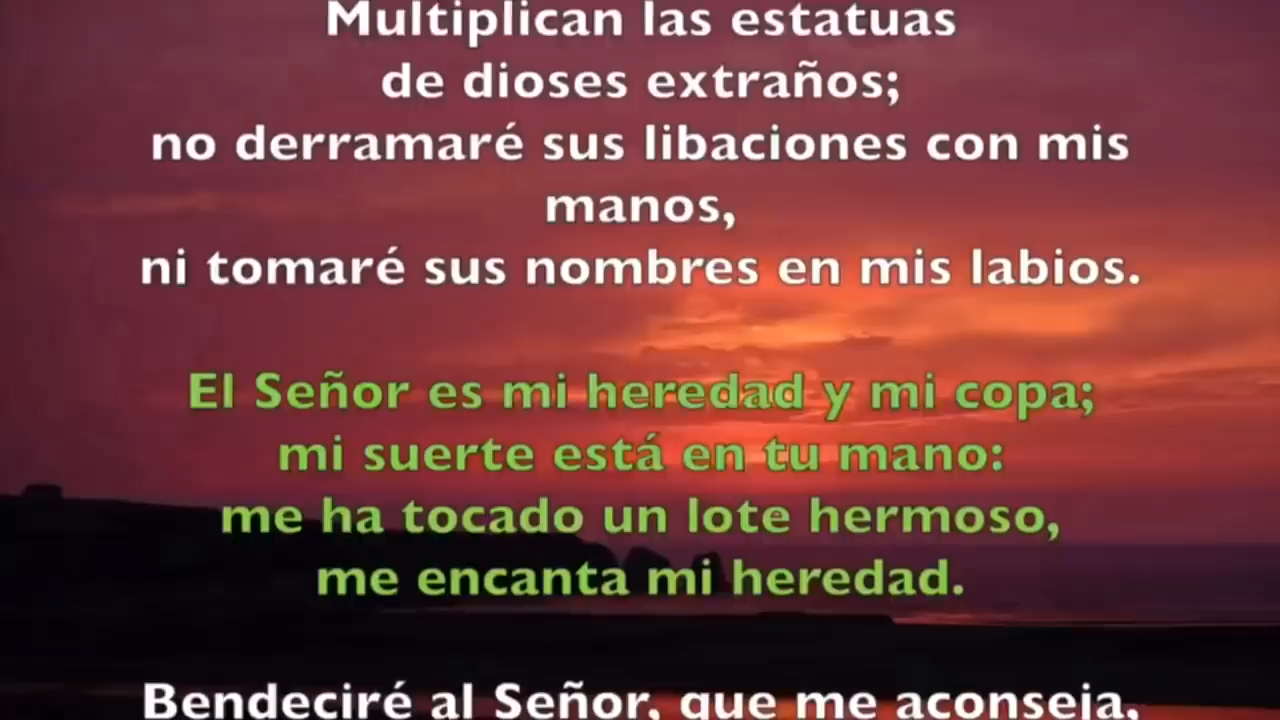 Multiplican las estatuas
de dioses extraños;
no derramaré sus libaciones con mis
manos,
ni tomaré sus nombres en mis labios.
El Señor es mi heredad y mi copa;
mi suerte está en tu mano:
me ha tocado un lote hermoso,
me encanta mi heredad.
Bendeciré al Señor, que me aconseja,